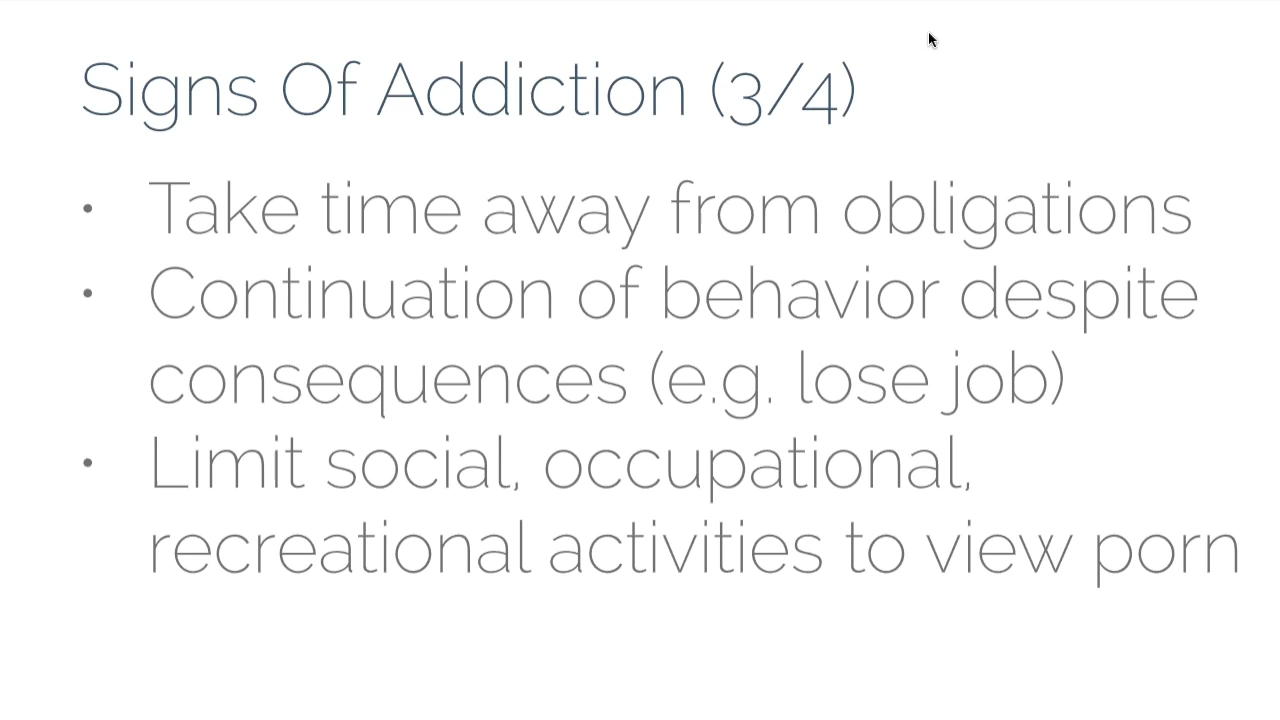 Signs Of Addiction (3/4)
• Take time away from obligations
• Continuation of behavior despite
consequences (e.g. lose job)
• Limit social, occupational,
recreational activities to view porn